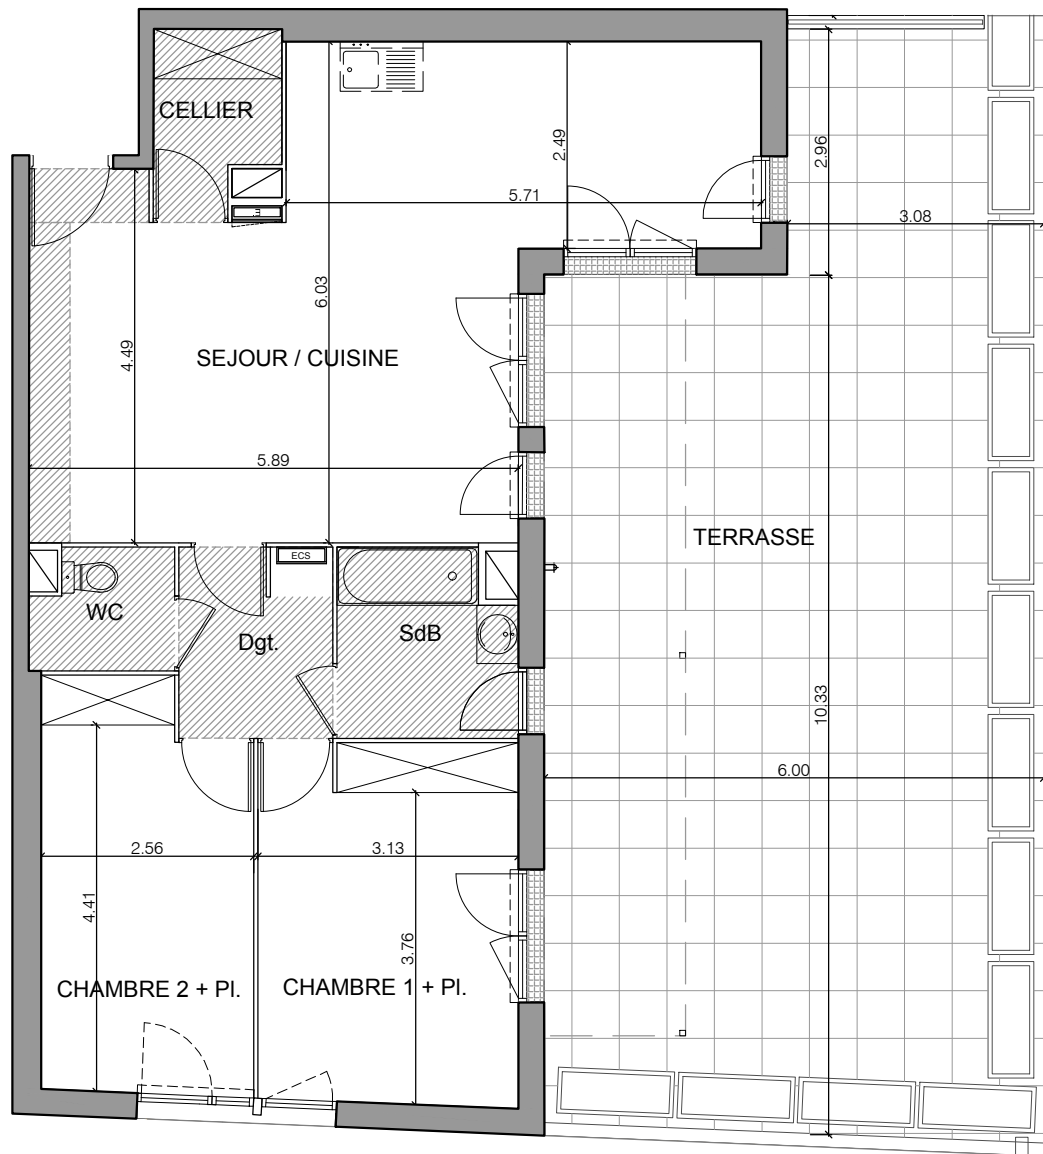 CELLIER
2.49
2.96
5.71
3.08
E.
6.03
4.49
SEJOUR / CUISINE
5.89
TERRASSE
ECS
WC
Dgt.
SdB
10.33
6.00
2.56
3.13
4.41
3.76
CHAMBRE 2 + Pl.
CHAMBRE 1 + Pl.